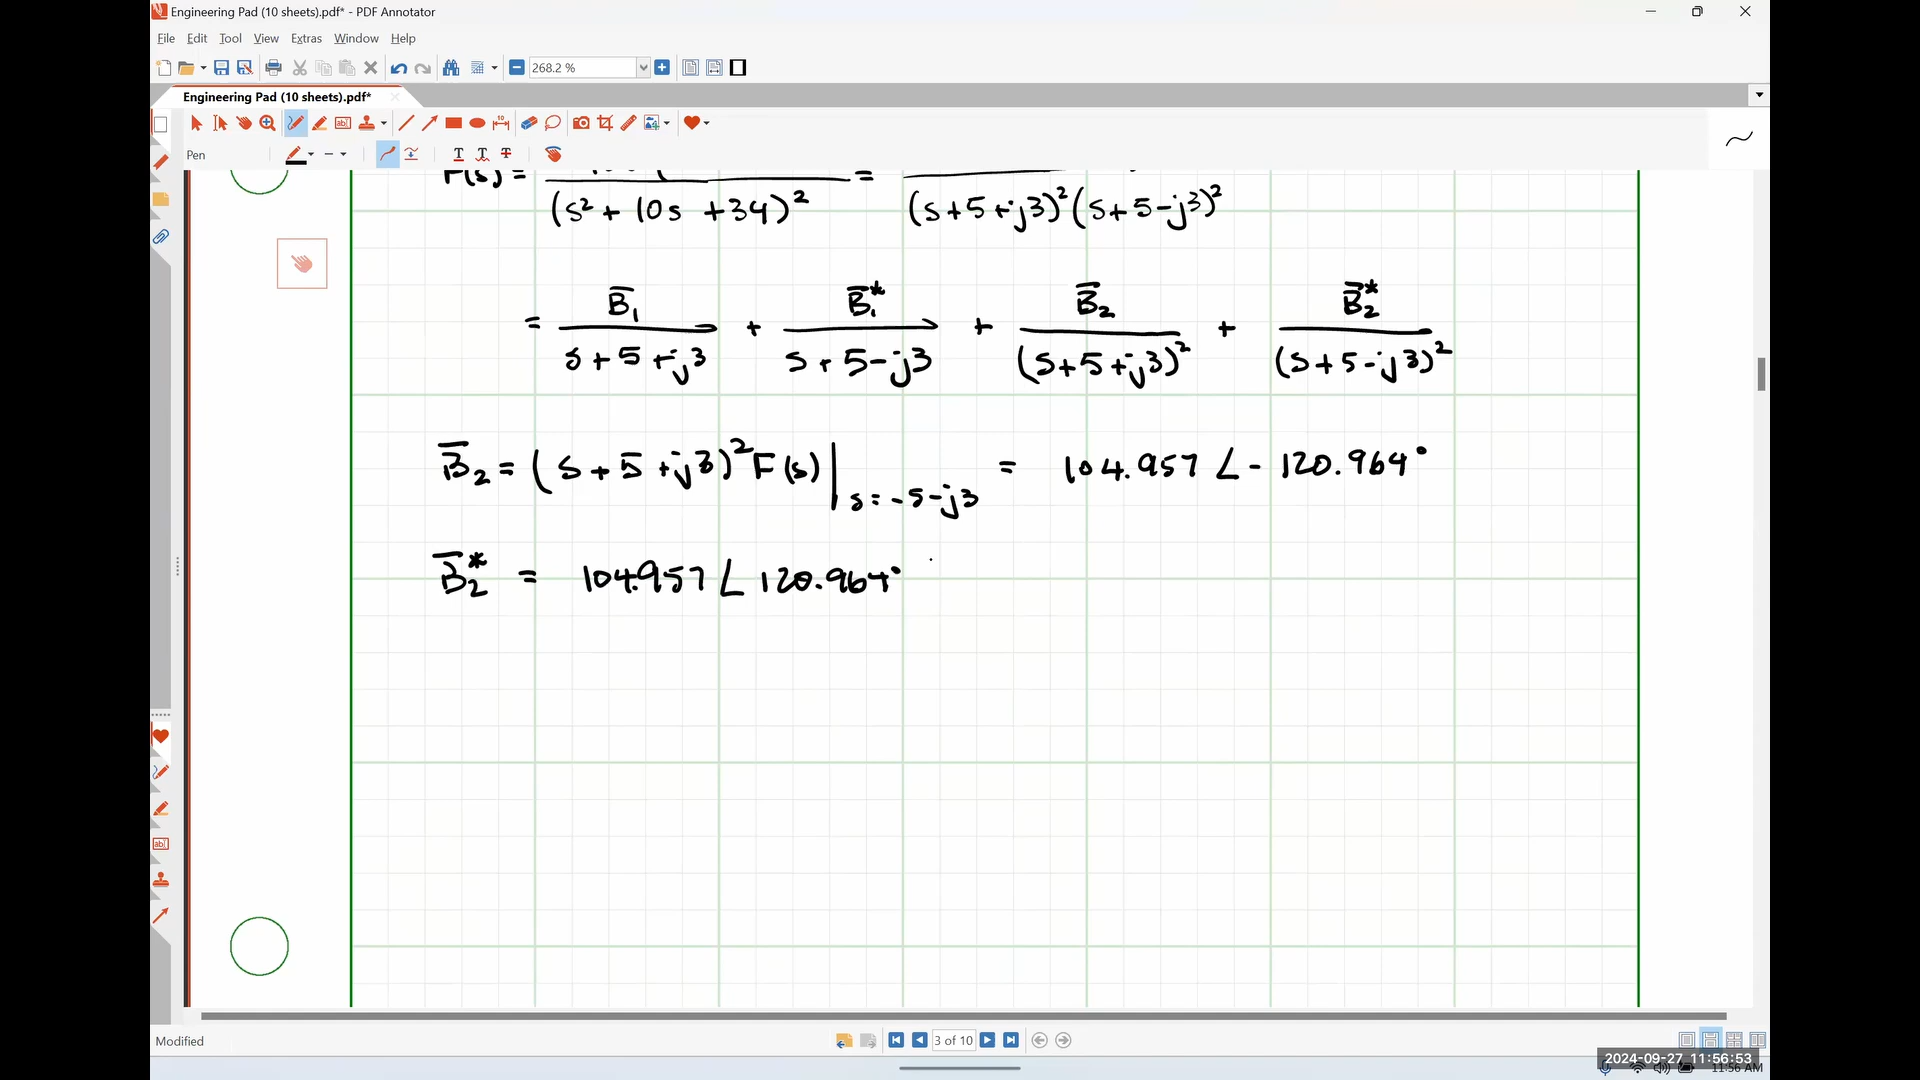 Engineering Pad (10 sheets).pdf* - PDF Annotator
File Edit Tool View Extras Window Help
268.2 %
Engineering Pad (10 sheets).pdf*
Pen
F(s) = =
(s² + 10s + 34)² (s+5+j3)²(s+5-j3)²
= B̅₁ / (s+5+j3) + B̅₁* / (s+5-j3) + B̅₂ / (s+5+j3)² + B̅₂* / (s+5-j3)²
B̅₂ = (s+5+j3)² F(s) |s=-5-j3 = 104.957 ∠ -120.964°
B̅₂* = 104.957 ∠ 120.964°
Modified
3 of 10
2024-09-27 11:56:53
11:56 AM